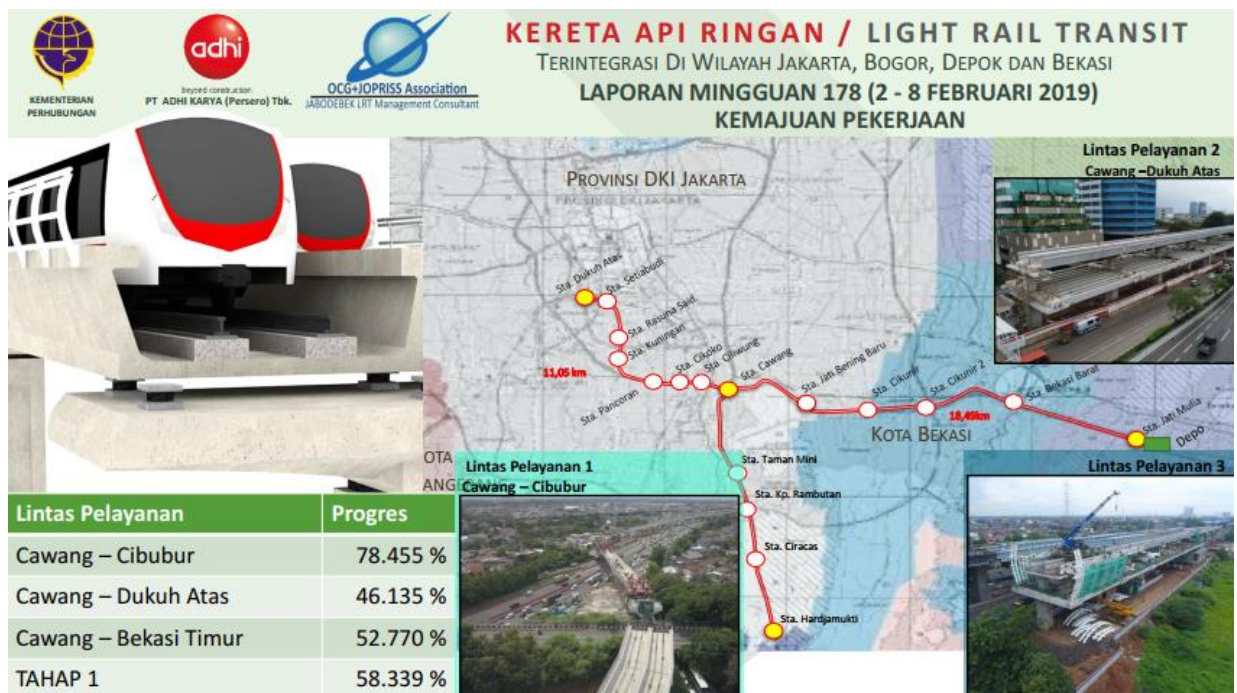 KEMENTERIAN
PERHUBUNGAN
adhi
beyond construction
PT ADHI KARYA (Persero) Tbk.
OCG+JOPRISS Association
JABODEBEK LRT Management Consultant
KERETA API RINGAN / LIGHT RAIL TRANSIT
TERINTEGRASI DI WILAYAH JAKARTA, BOGOR, DEPOK DAN BEKASI
LAPORAN MINGGUAN 178 (2 - 8 FEBRUARI 2019)
KEMAJUAN PEKERJAAN
PROVINSI DKI JAKARTA
Lintas Pelayanan 2
Cawang –Dukuh Atas
Sta. Dukuh Atas
Sta. Setiabudi
Sta. Rasuna Said
Sta. Kuningan
11,05 km
Sta. Pancoran
Sta. Cikoko
Sta. Ciliwung
Sta. Cawang
Sta. Jati Bening Baru
Sta. Cikunir
Sta. Cikunir 2
18,49km
Sta. Bekasi Barat
Sta. Jati Mulia
Depo
KOTA BEKASI
OTA
ANGERANG
Sta. Taman Mini
Sta. Kp. Rambutan
Sta. Ciracas
Sta. Hardjamukti
Lintas Pelayanan 1
Cawang – Cibubur
Lintas Pelayanan 3
Lintas Pelayanan Progres
Cawang – Cibubur 78.455 %
Cawang – Dukuh Atas 46.135 %
Cawang – Bekasi Timur 52.770 %
TAHAP 1 58.339 %